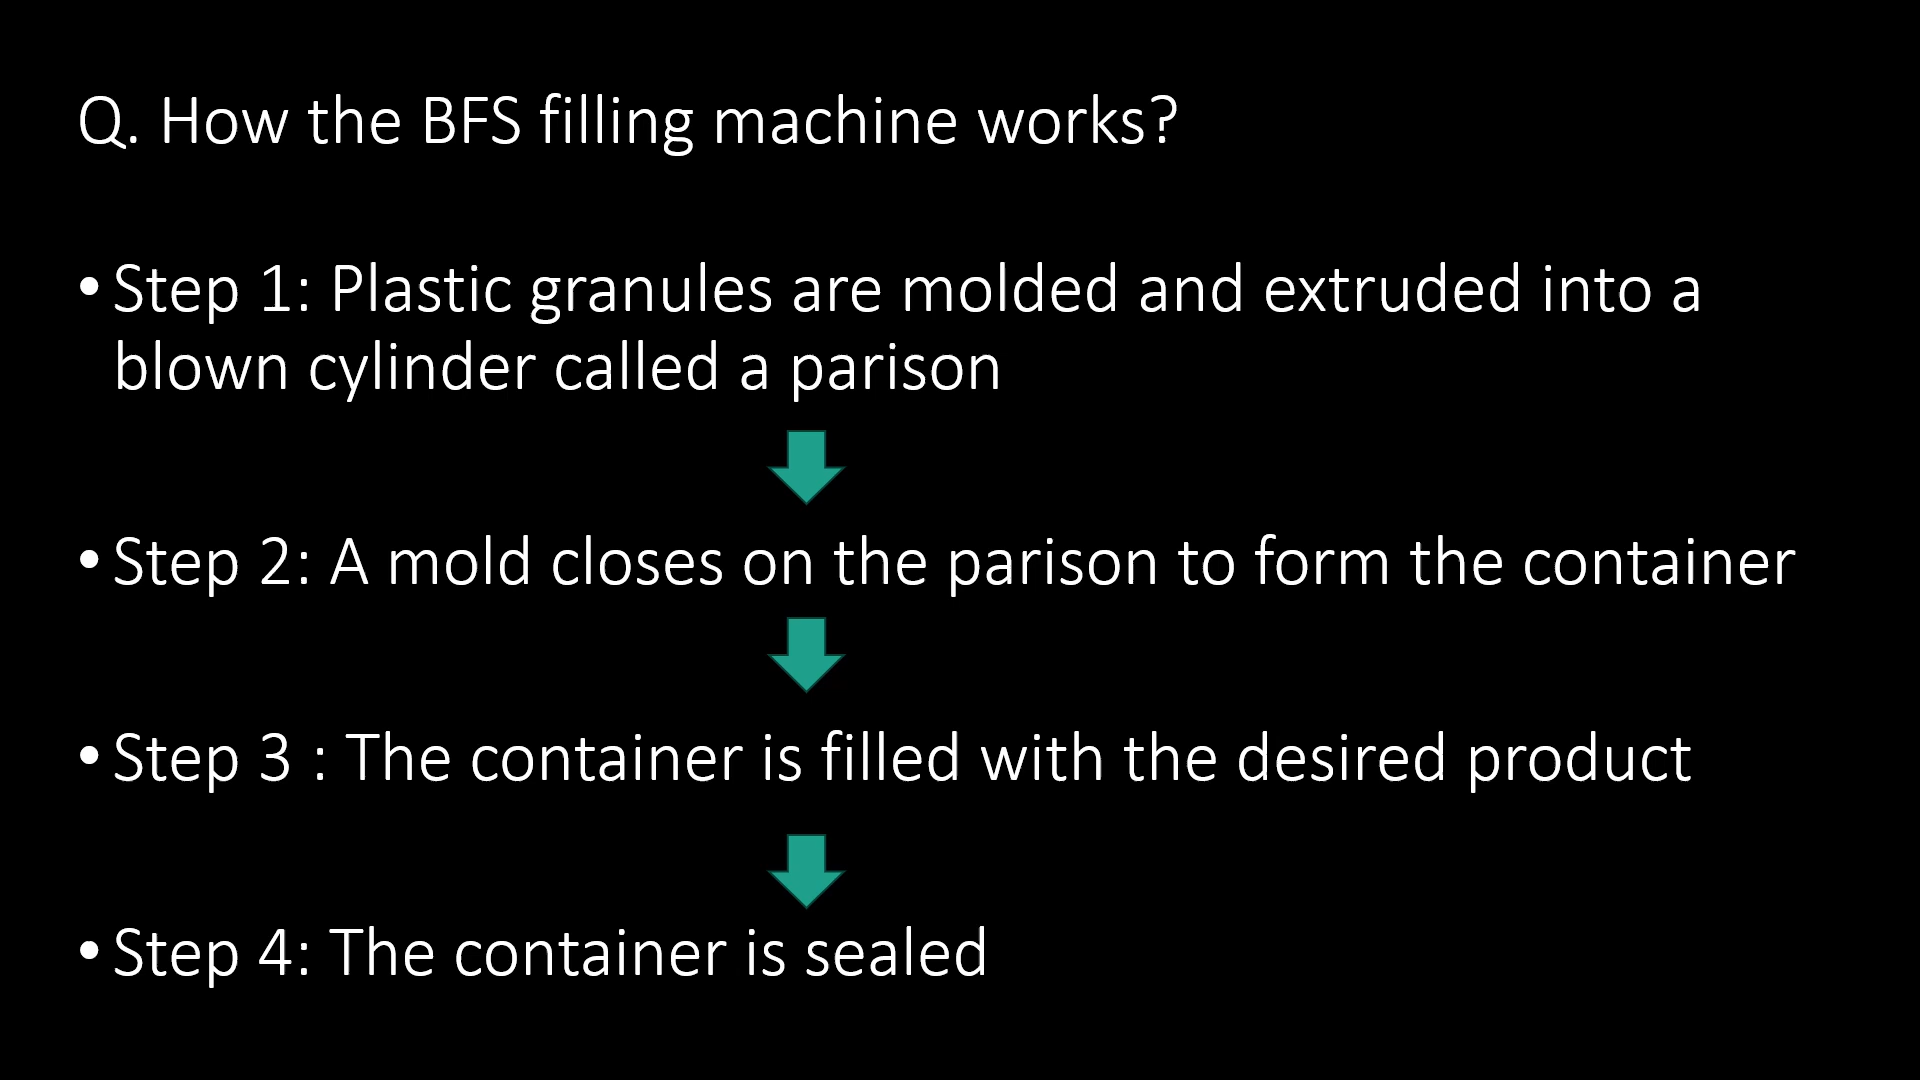 Q. How the BFS filling machine works?
• Step 1: Plastic granules are molded and extruded into a
blown cylinder called a parison
• Step 2: A mold closes on the parison to form the container
• Step 3 : The container is filled with the desired product
• Step 4: The container is sealed